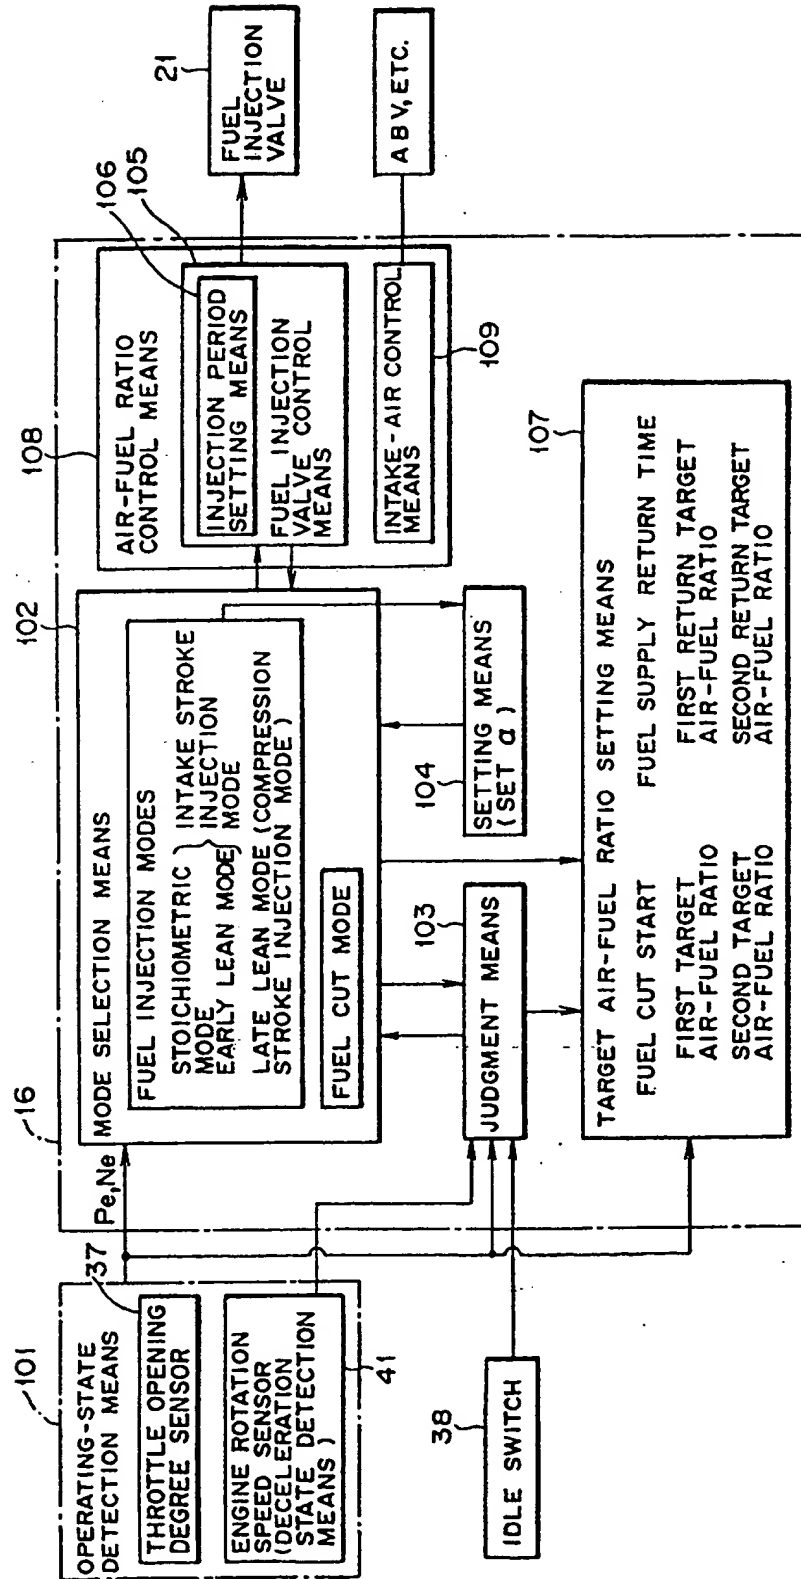 101
OPERATING-STATE
DETECTION MEANS
37
THROTTLE OPENING
DEGREE SENSOR
ENGINE ROTATION
SPEED SENSOR
(DECELERATION
STATE DETECTION
MEANS)
41
38
IDLE SWITCH
16
Pe,Ne
102
MODE SELECTION MEANS
FUEL INJECTION MODES
STOICHIOMETRIC
MODE
EARLY LEAN MODE
INTAKE STROKE
INJECTION
MODE
LATE LEAN MODE (COMPRESSION
STROKE INJECTION MODE)
FUEL CUT MODE
103
JUDGMENT MEANS
104
SETTING MEANS
(SET α)
108
AIR-FUEL RATIO
CONTROL MEANS
106
105
INJECTION PERIOD
SETTING MEANS
FUEL INJECTION
VALVE CONTROL
MEANS
INTAKE-AIR CONTROL
MEANS
109
21
FUEL
INJECTION
VALVE
ABV, ETC.
107
TARGET AIR-FUEL RATIO SETTING MEANS
FUEL CUT START
FIRST TARGET
AIR-FUEL RATIO
SECOND TARGET
AIR-FUEL RATIO
FUEL SUPPLY RETURN TIME
FIRST RETURN TARGET
AIR-FUEL RATIO
SECOND RETURN TARGET
AIR-FUEL RATIO